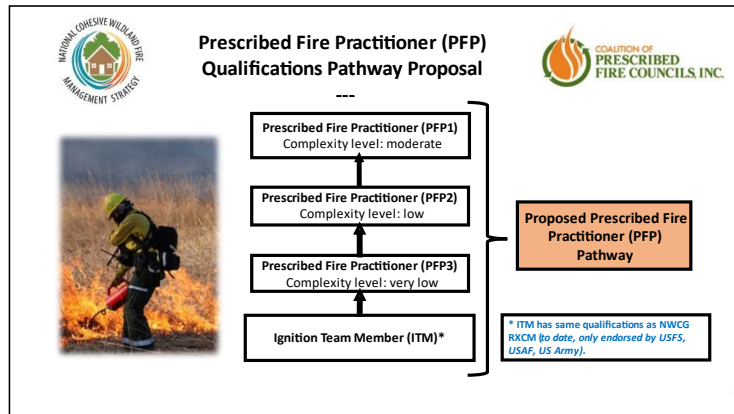 NATIONAL COHESIVE WILDLAND FIRE
MANAGEMENT STRATEGY
Prescribed Fire Practitioner (PFP)
Qualifications Pathway Proposal
---
COALITION OF
PRESCRIBED
FIRE COUNCILS, INC.
Prescribed Fire Practitioner (PFP1)
Complexity level: moderate
Prescribed Fire Practitioner (PFP2)
Complexity level: low
Prescribed Fire Practitioner (PFP3)
Complexity level: very low
Ignition Team Member (ITM)*
Proposed Prescribed Fire
Practitioner (PFP)
Pathway
* ITM has same qualifications as NWCG
RXCM (to date, only endorsed by USFS,
USAF, US Army).